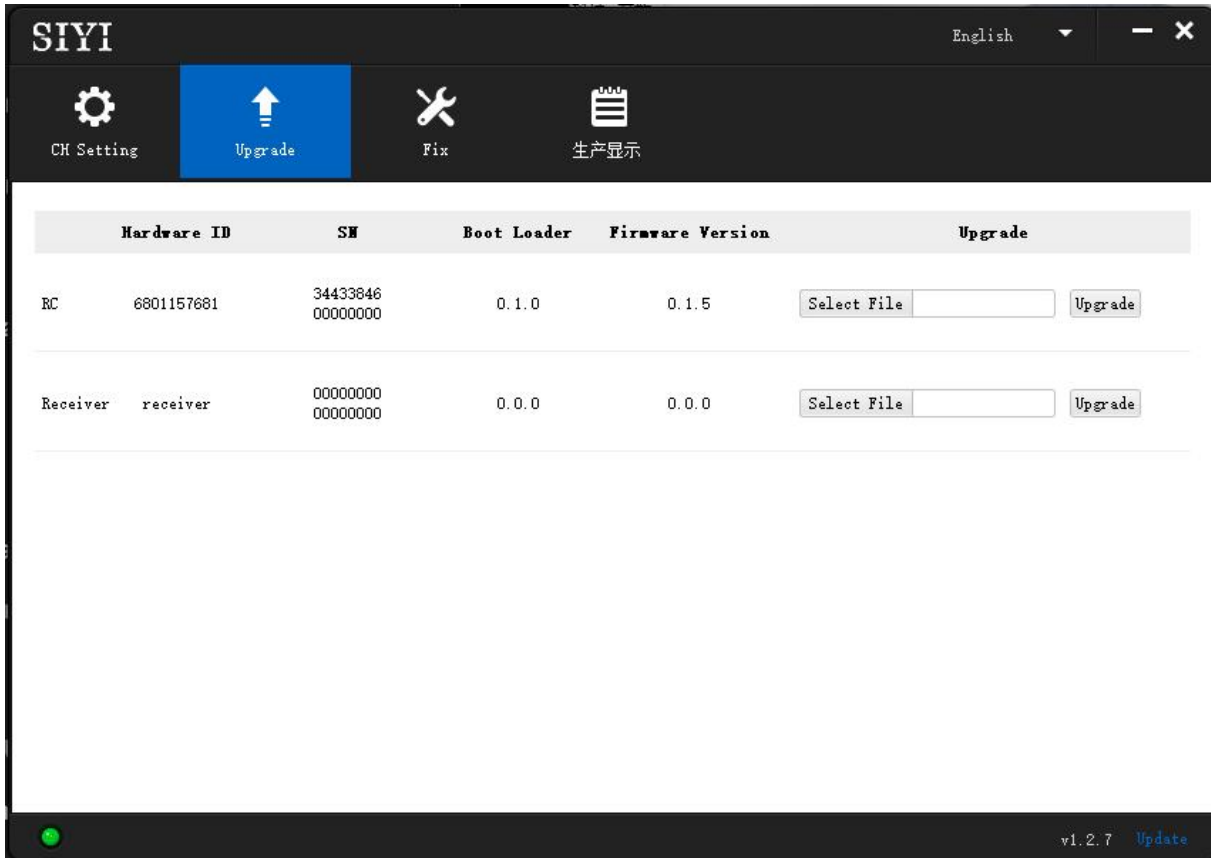 SIYI
English
CH Setting Upgrade Fix 生产显示
Hardware ID SN Boot Loader Firmware Version Upgrade
RC 6801157681 34433846 0.1.0 0.1.5 Select File Upgrade
00000000
Receiver receiver 00000000 0.0.0 0.0.0 Select File Upgrade
00000000
v1.2.7 Update